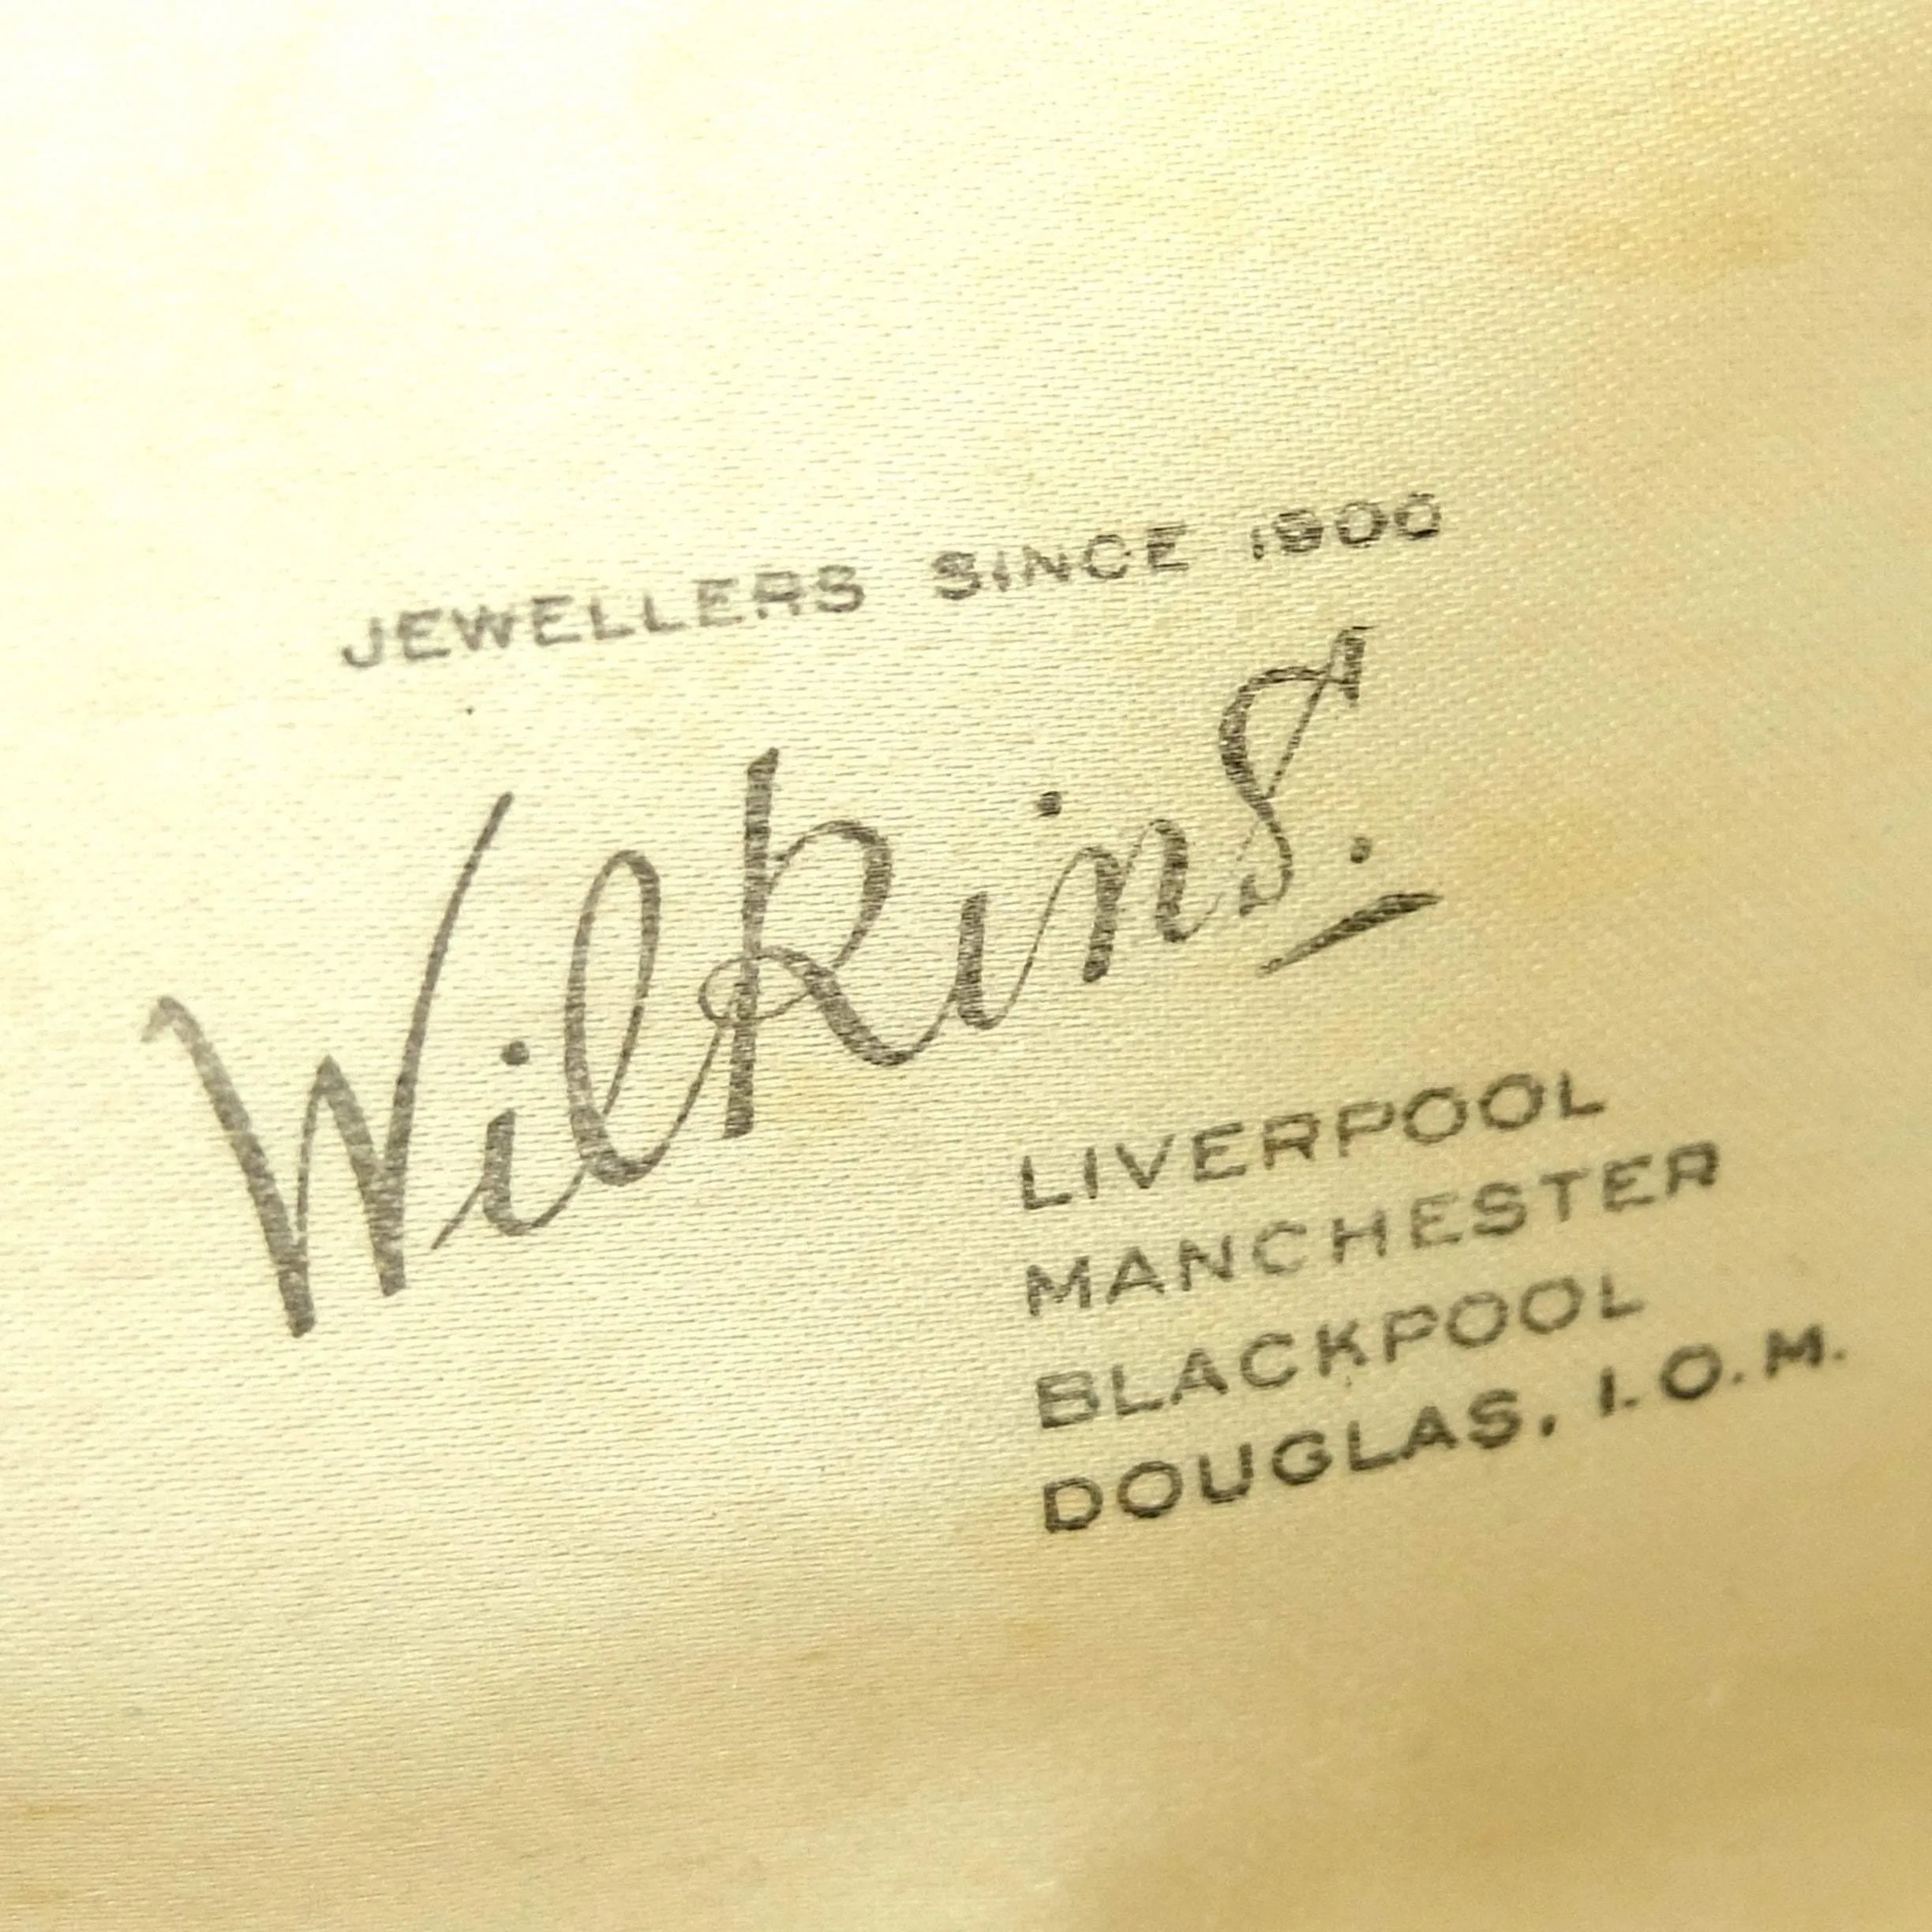 JEWELLERS SINCE 1900
Wilkins.
LIVERPOOL
MANCHESTER
BLACKPOOL
DOUGLAS, I.O.M.